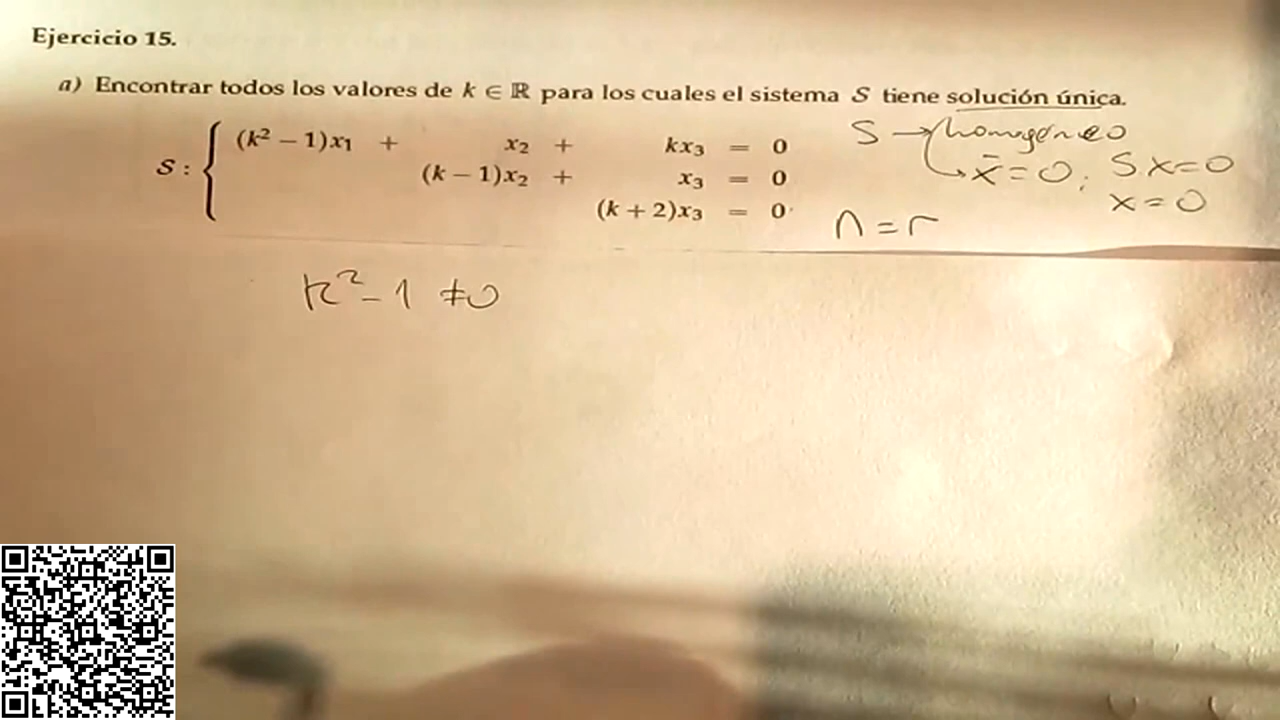 Ejercicio 15.
a) Encontrar todos los valores de k ∈ ℝ para los cuales el sistema S tiene solución única.
S : { (k² − 1)x₁ + x₂ + kx₃ = 0
(k − 1)x₂ + x₃ = 0
(k + 2)x₃ = 0
S → homogéneo
↳ x̄ = 0; Sx = 0
x = 0
n = r
k² - 1 ≠ 0